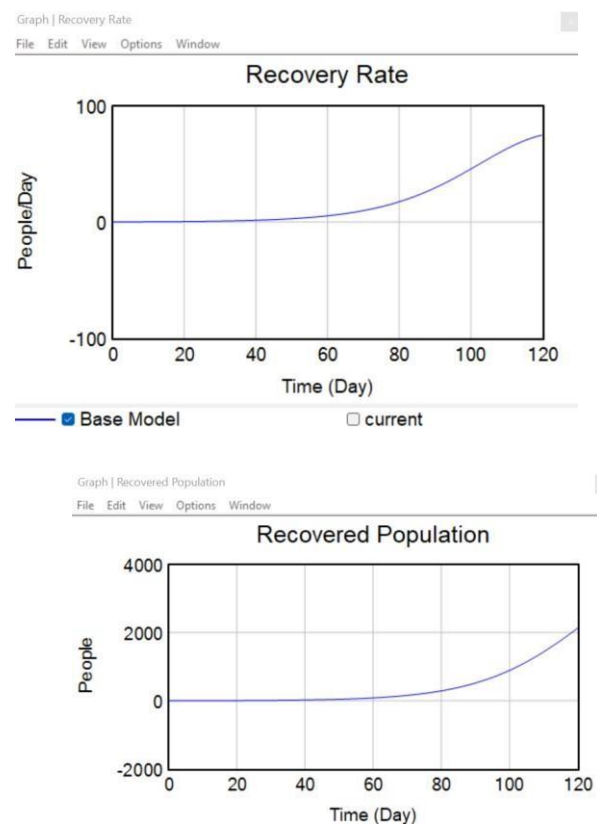 Graph | Recovery Rate
File Edit View Options Window
Recovery Rate
100
0
-100
People/Day
0 20 40 60 80 100 120
Time (Day)
Base Model current
Graph | Recovered Population
File Edit View Options Window
Recovered Population
4000
2000
0
-2000
People
0 20 40 60 80 100 120
Time (Day)